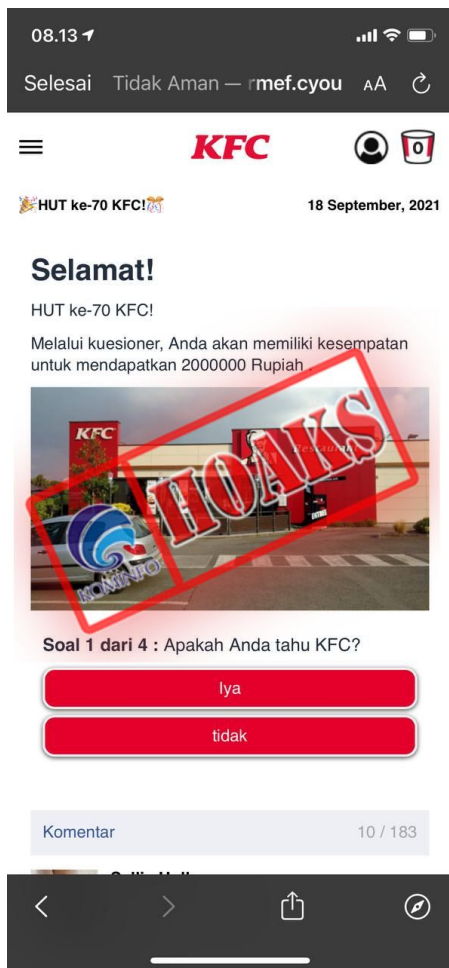 08.13
Selesai Tidak Aman — rmef.cyou AA
KFC
0
🎉HUT ke-70 KFC!🎊 18 September, 2021
Selamat!
HUT ke-70 KFC!
Melalui kuesioner, Anda akan memiliki kesempatan
untuk mendapatkan 2000000 Rupiah .
KFC
Restaurant
HOAKS
KOMINFO
Soal 1 dari 4 : Apakah Anda tahu KFC?
Iya
tidak
Komentar 10 / 183